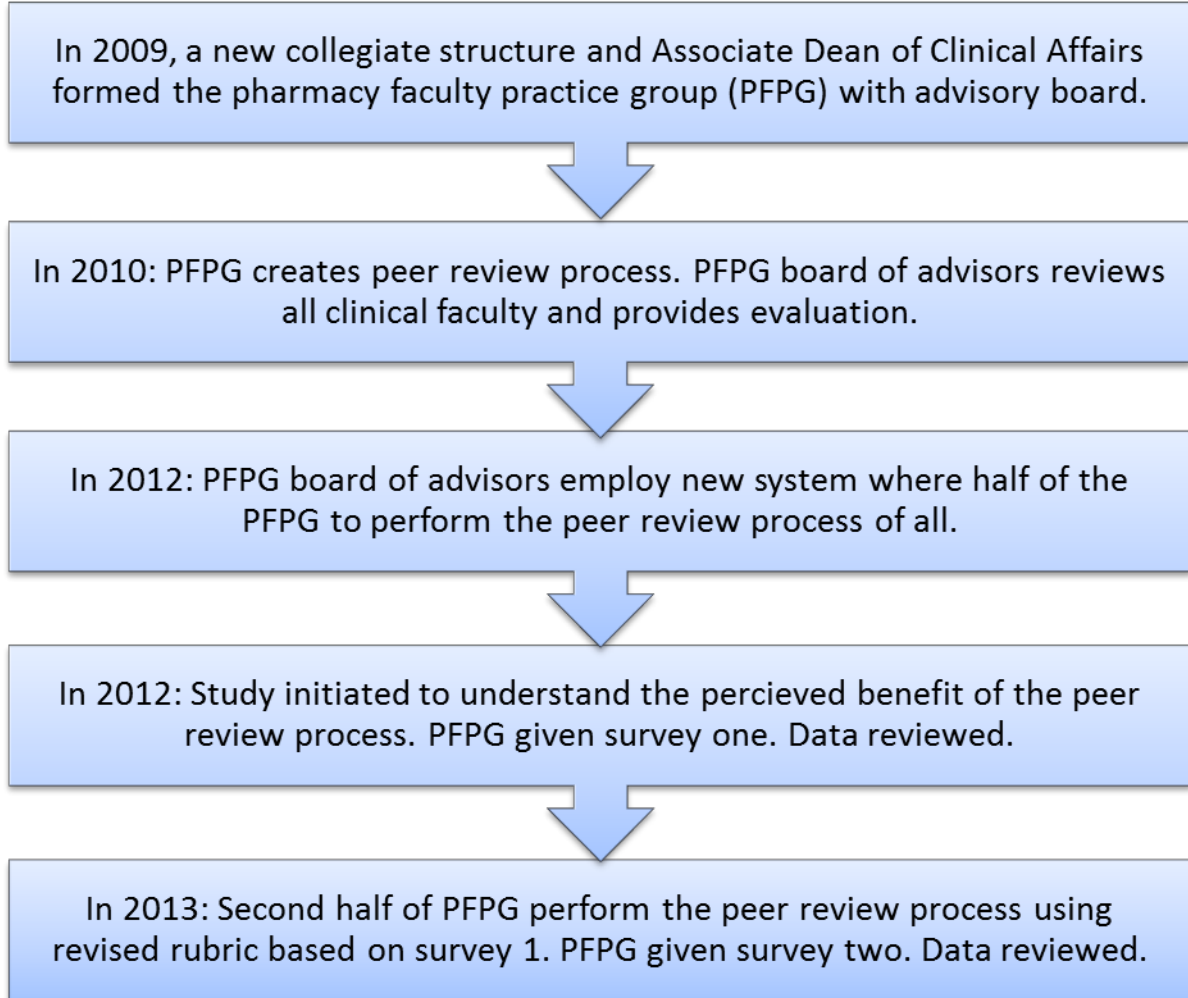 In 2009, a new collegiate structure and Associate Dean of Clinical Affairs
formed the pharmacy faculty practice group (PFPG) with advisory board.
In 2010: PFPG creates peer review process. PFPG board of advisors reviews
all clinical faculty and provides evaluation.
In 2012: PFPG board of advisors employ new system where half of the
PFPG to perform the peer review process of all.
In 2012: Study initiated to understand the percieved benefit of the peer
review process. PFPG given survey one. Data reviewed.
In 2013: Second half of PFPG perform the peer review process using
revised rubric based on survey 1. PFPG given survey two. Data reviewed.